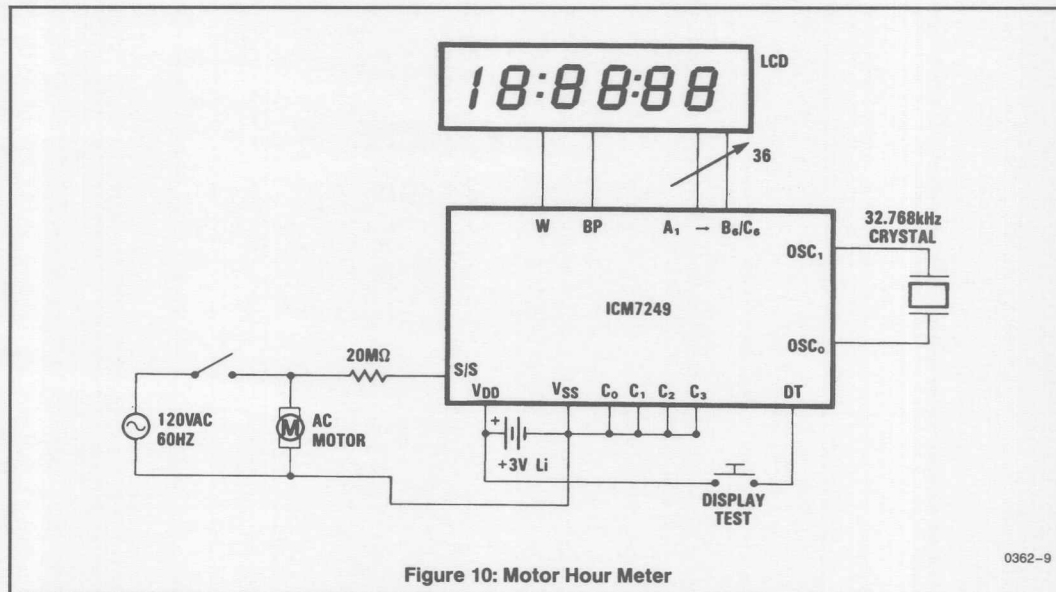 LCD
18:88:88
36
W BP A₁ → B₆/C₆
32.768kHz
CRYSTAL
OSC₁
ICM7249
OSC₀
20MΩ
S/S
VDD VSS C₀ C₁ C₂ C₃ DT
120VAC
60HZ
M
AC
MOTOR
+
+3V Li
DISPLAY
TEST
0362-9
Figure 10: Motor Hour Meter